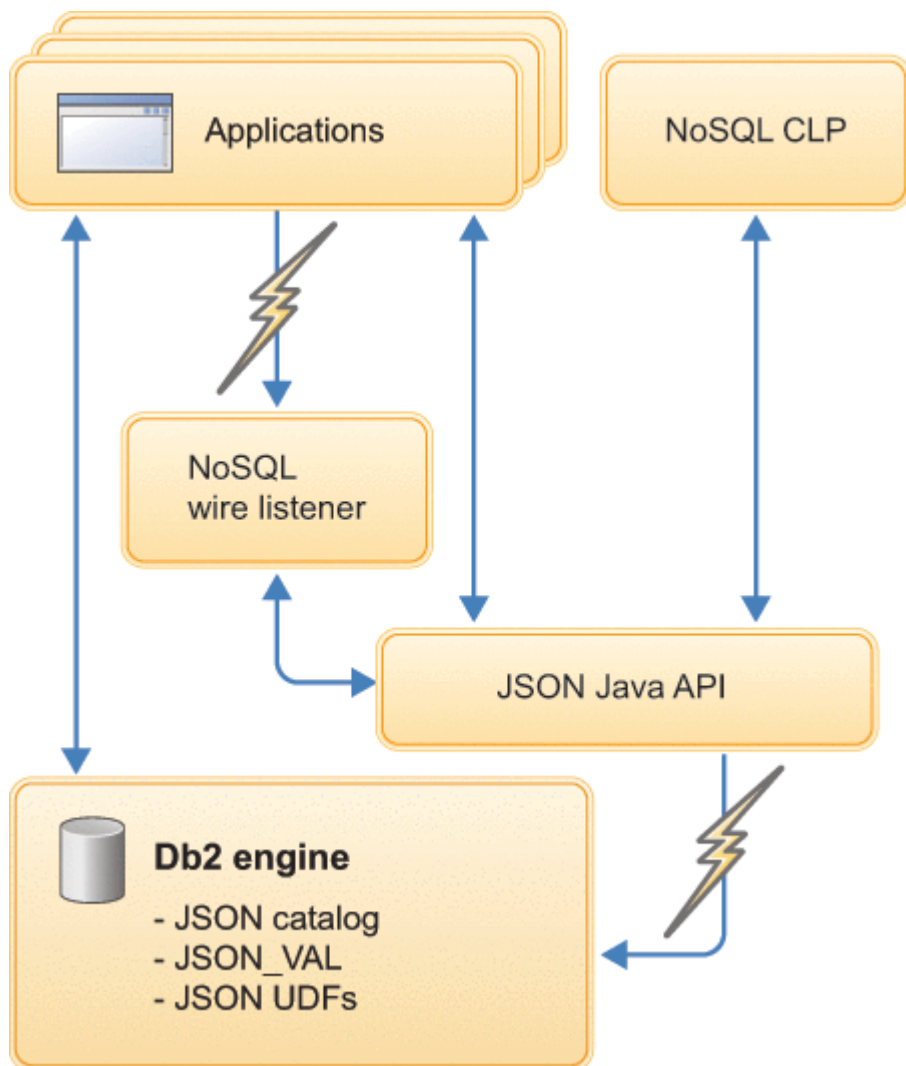 Applications
NoSQL CLP
NoSQL
wire listener
JSON Java API
Db2 engine
- JSON catalog
- JSON_VAL
- JSON UDFs